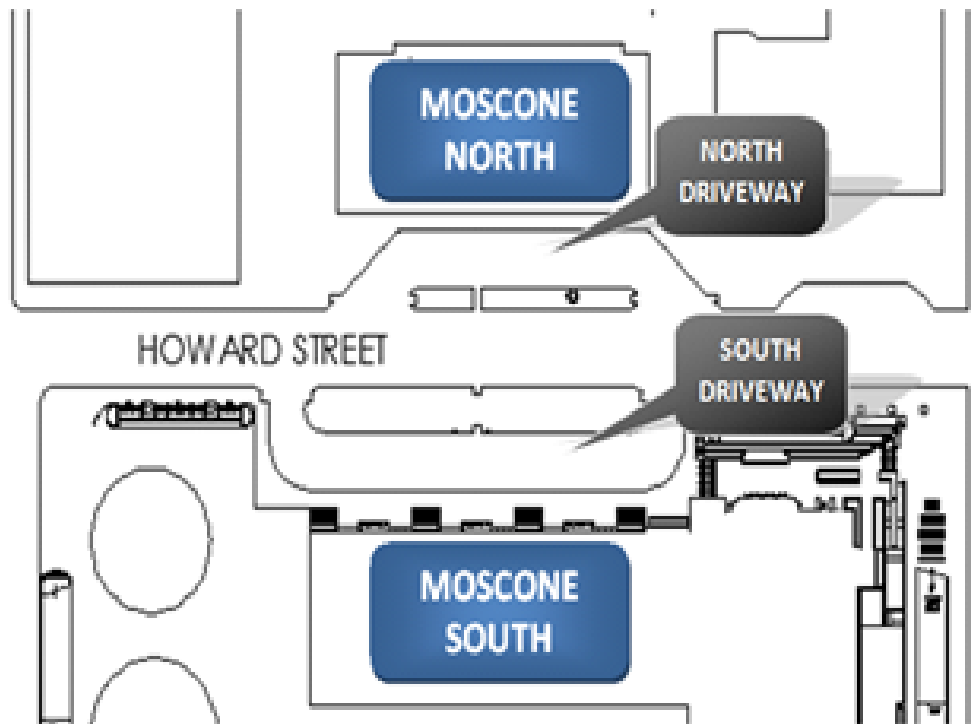 MOSCONE
NORTH
NORTH
DRIVEWAY
HOWARD STREET
SOUTH
DRIVEWAY
MOSCONE
SOUTH